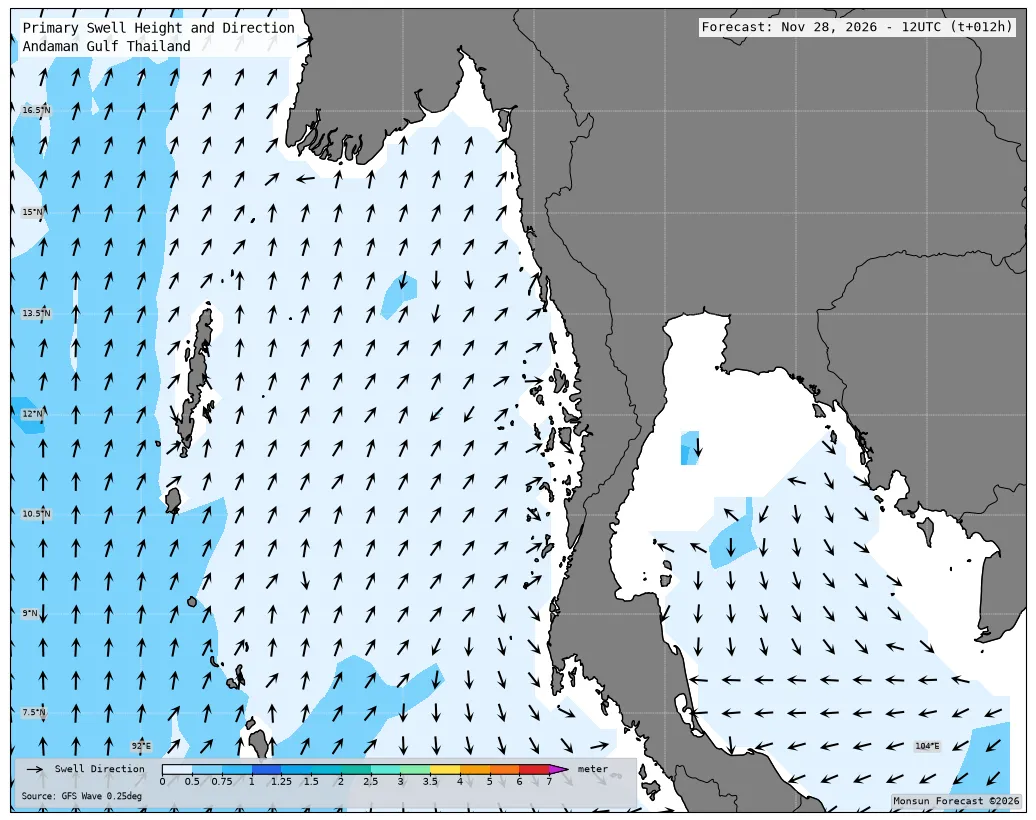 Primary Swell Height and Direction
Andaman Gulf Thailand
Forecast: Nov 28, 2026 - 12UTC (t+012h)
16.5°N
15°N
13.5°N
12°N
10.5°N
9°N
7.5°N
92°E
104°E
Swell Direction
meter
0 0.5 0.75 1 1.25 1.5 2 2.5 3 3.5 4 5 6 7
Source: GFS Wave 0.25deg
Monsun Forecast ©2026